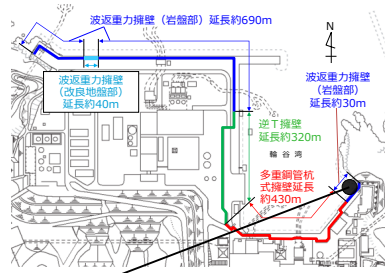 波返重力擁壁（岩盤部）延長約690m
N
波返重力擁壁
（改良地盤部）
延長約40m
波返重力擁壁
（岩盤部）
延長約30m
逆T擁壁
延長約320m
輪谷湾
多重鋼管杭
式擁壁延長
約430m